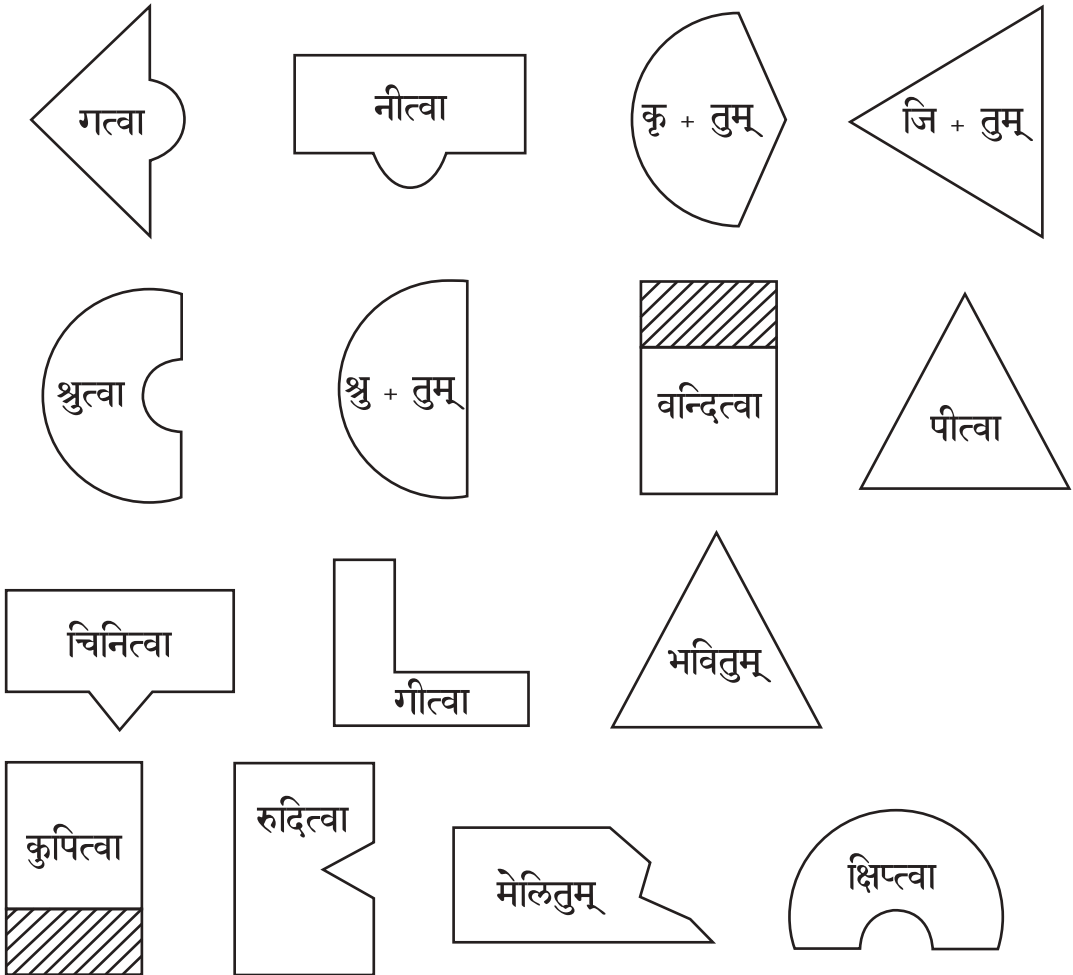 गत्वा
नीत्वा
कृ + तुम्
जि + तुम्
श्रुत्वा
श्रु + तुम्
वन्दित्वा
पीत्वा
चिनित्वा
गीत्वा
भवितुम्
कुपित्वा
रुदित्वा
मेलितुम्
क्षिप्त्वा